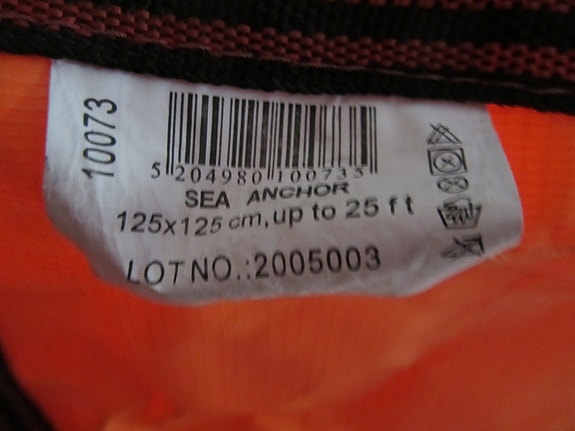 10073
5 204980 100733
SEA ANCHOR
125x125 cm, up to 25 ft
LOT NO.:2005003